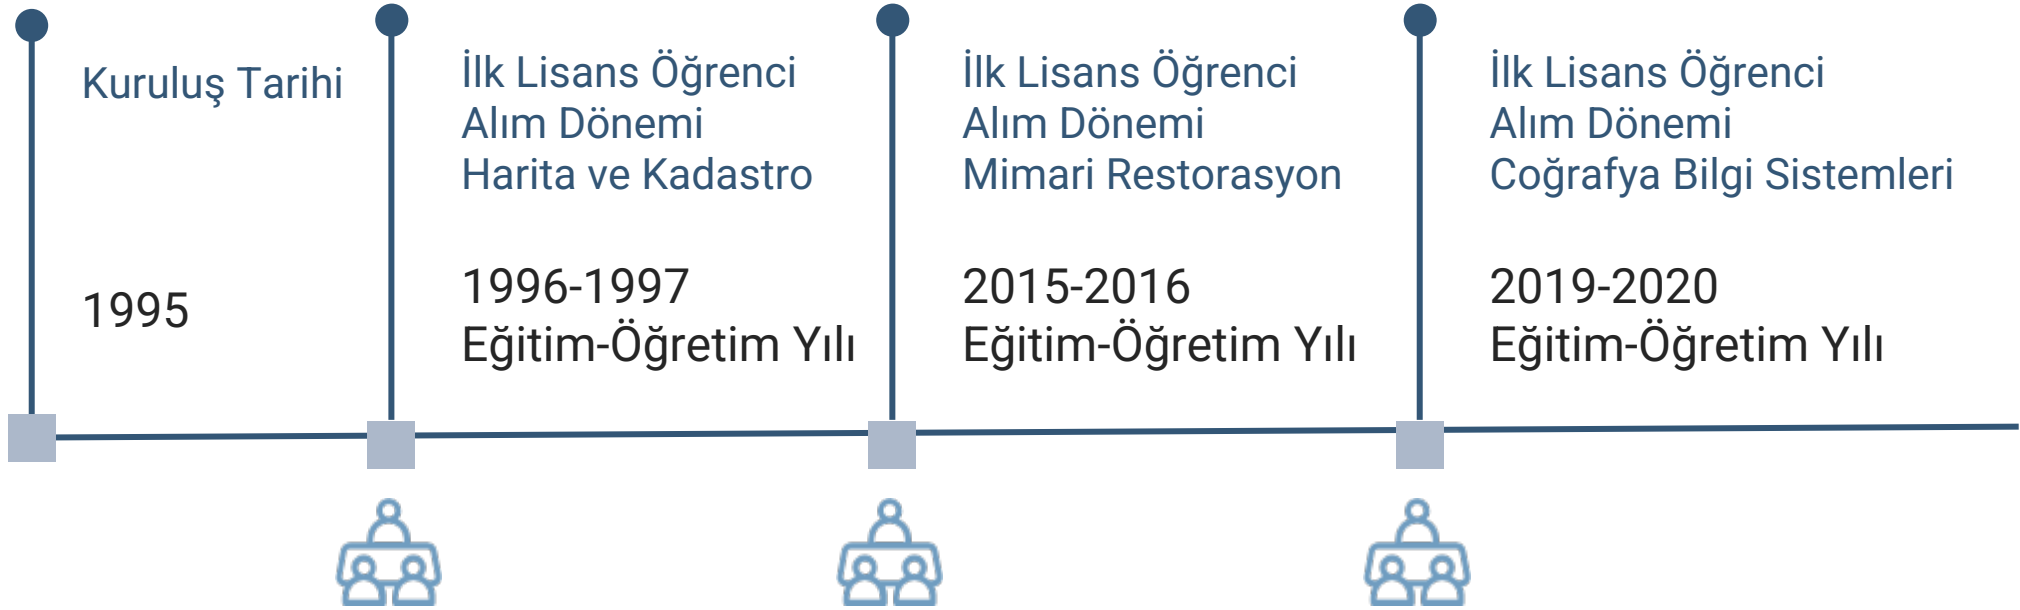 Kuruluş Tarihi
1995
İlk Lisans Öğrenci
Alım Dönemi
Harita ve Kadastro
1996-1997
Eğitim-Öğretim Yılı
İlk Lisans Öğrenci
Alım Dönemi
Mimari Restorasyon
2015-2016
Eğitim-Öğretim Yılı
İlk Lisans Öğrenci
Alım Dönemi
Coğrafya Bilgi Sistemleri
2019-2020
Eğitim-Öğretim Yılı